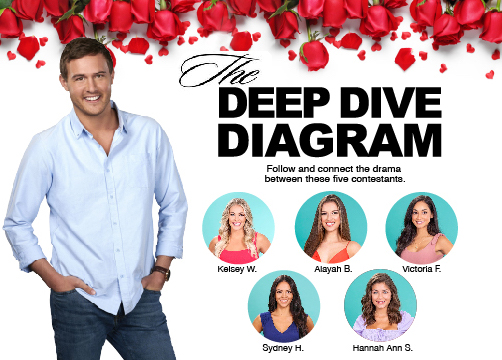 The
DEEP DIVE
DIAGRAM
Follow and connect the drama
between these five contestants.
Kelsey W. Alayah B. Victoria F.
Sydney H. Hannah Ann S.